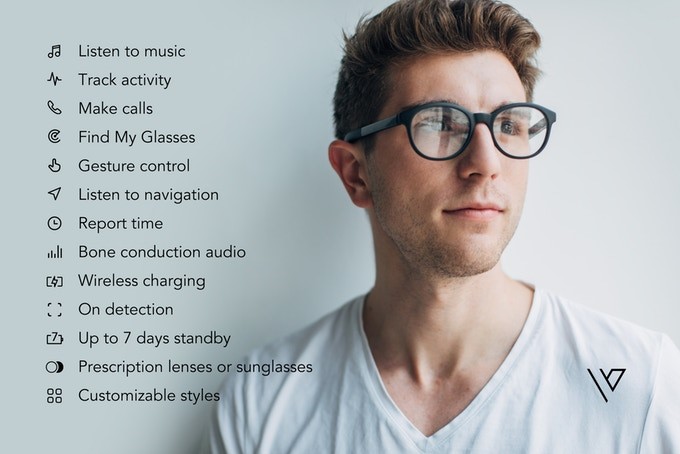 Listen to music
Track activity
Make calls
Find My Glasses
Gesture control
Listen to navigation
Report time
Bone conduction audio
Wireless charging
On detection
Up to 7 days standby
Prescription lenses or sunglasses
Customizable styles